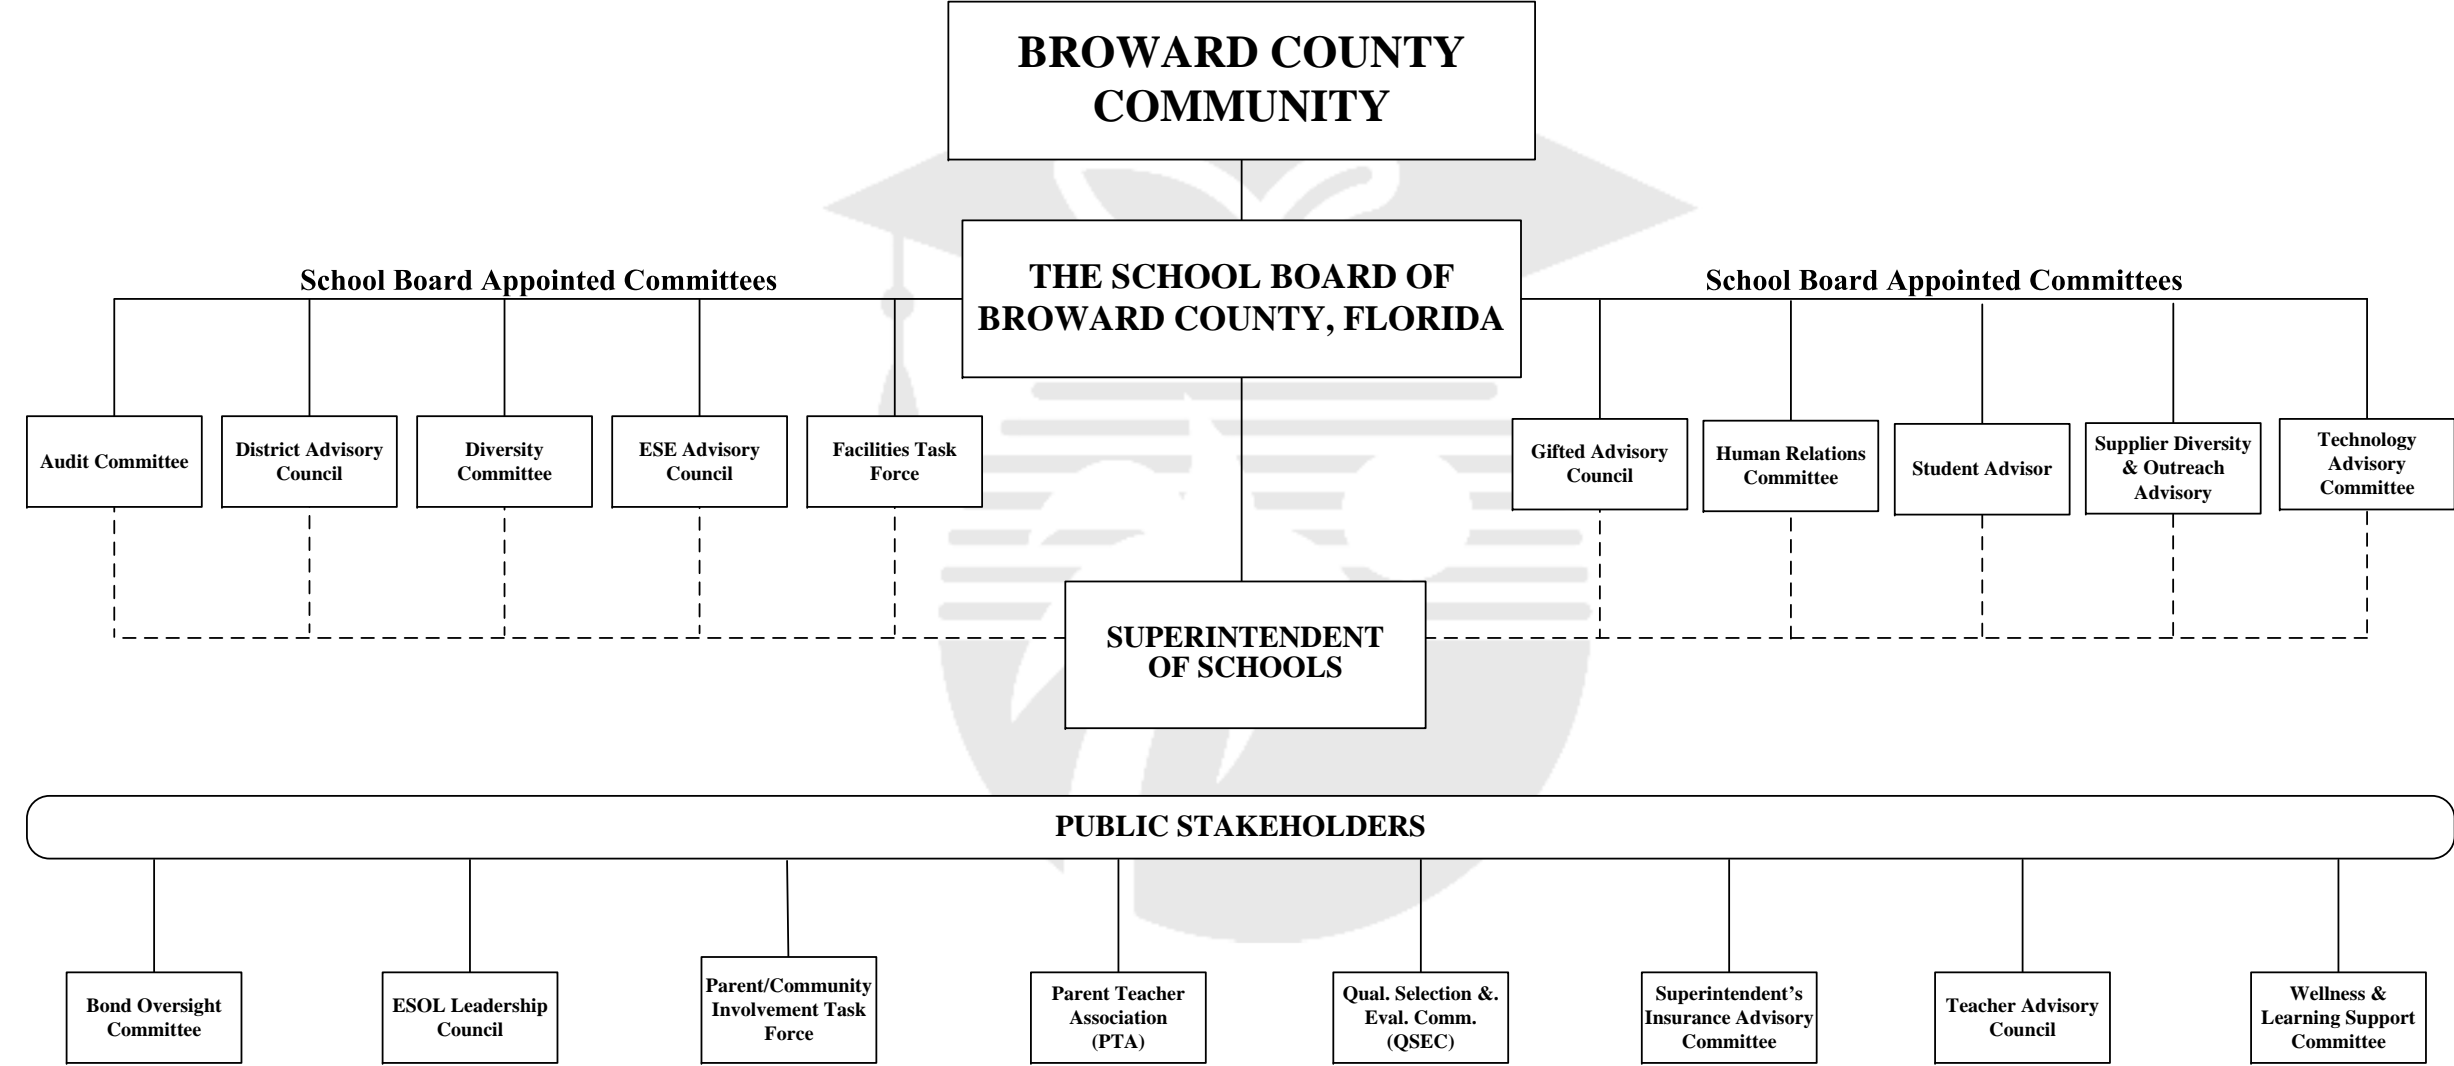 BROWARD COUNTY
COMMUNITY
THE SCHOOL BOARD OF
BROWARD COUNTY, FLORIDA
School Board Appointed Committees
School Board Appointed Committees
Audit Committee
District Advisory
Council
Diversity
Committee
ESE Advisory
Council
Facilities Task
Force
Gifted Advisory
Council
Human Relations
Committee
Student Advisor
Supplier Diversity
& Outreach
Advisory
Technology
Advisory
Committee
SUPERINTENDENT
OF SCHOOLS
PUBLIC STAKEHOLDERS
Bond Oversight
Committee
ESOL Leadership
Council
Parent/Community
Involvement Task
Force
Parent Teacher
Association
(PTA)
Qual. Selection &.
Eval. Comm.
(QSEC)
Superintendent’s
Insurance Advisory
Committee
Teacher Advisory
Council
Wellness &
Learning Support
Committee